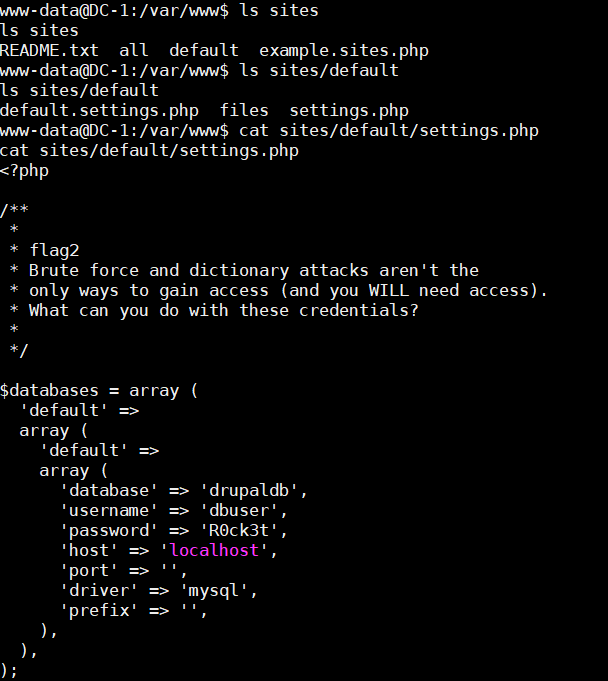 www-data@DC-1:/var/www$ ls sites
ls sites
README.txt  all  default  example.sites.php
www-data@DC-1:/var/www$ ls sites/default
ls sites/default
default.settings.php  files  settings.php
www-data@DC-1:/var/www$ cat sites/default/settings.php
cat sites/default/settings.php
<?php

/**
 *
 * flag2
 * Brute force and dictionary attacks aren't the
 * only ways to gain access (and you WILL need access).
 * What can you do with these credentials?
 *
 */

$databases = array (
  'default' =>
  array (
    'default' =>
    array (
      'database' => 'drupaldb',
      'username' => 'dbuser',
      'password' => 'R0ck3t',
      'host' => 'localhost',
      'port' => '',
      'driver' => 'mysql',
      'prefix' => '',
    ),
  ),
);